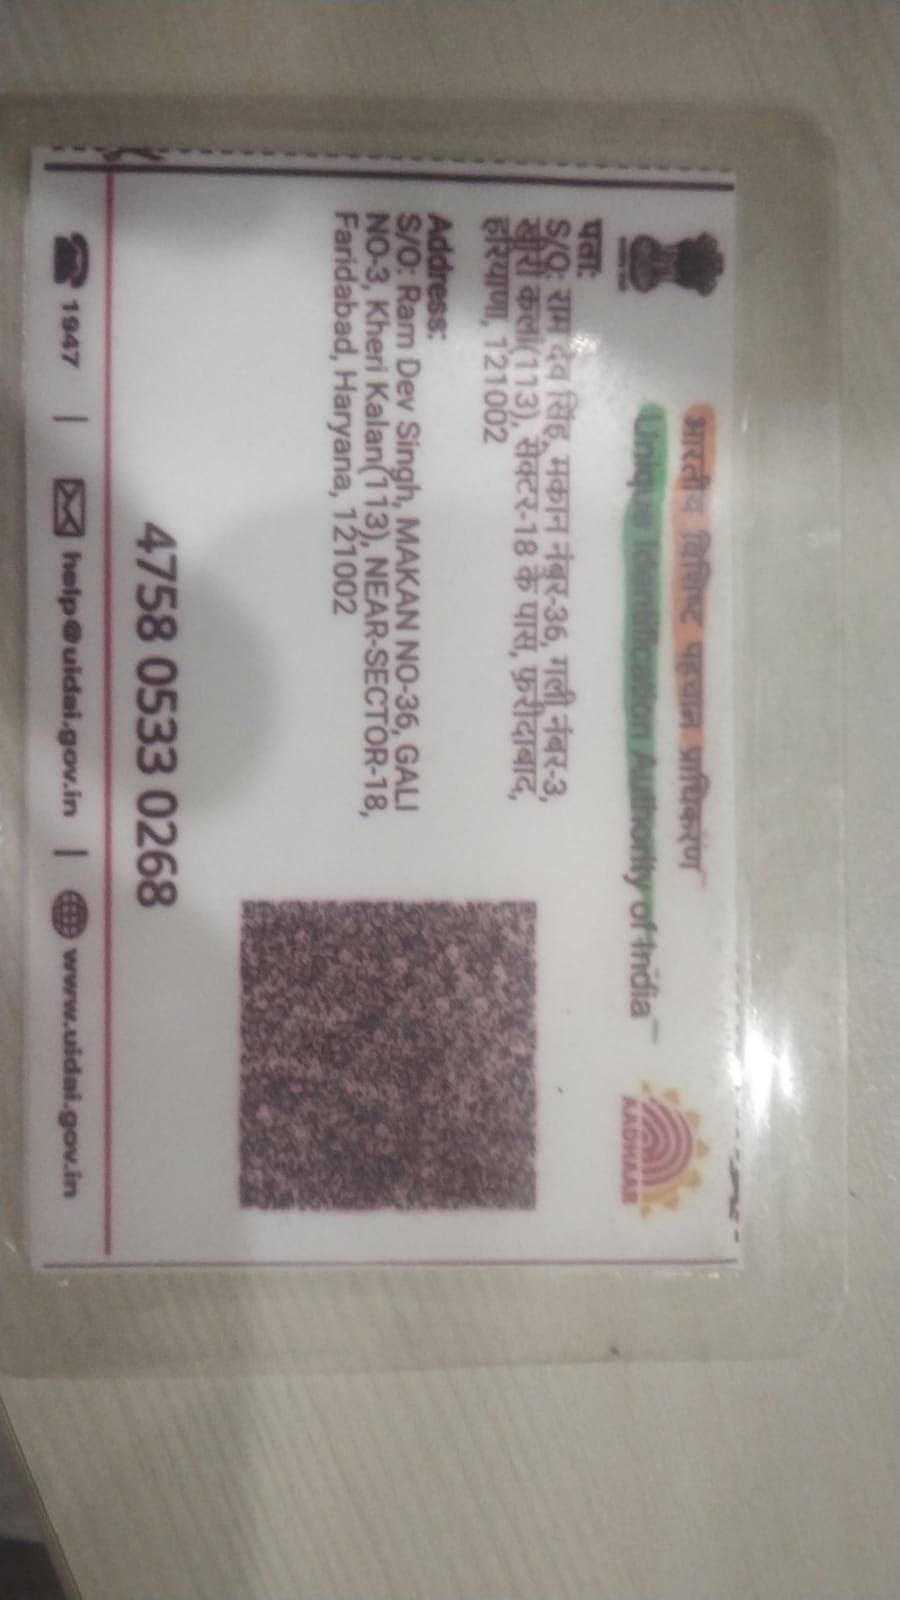 भारतीय विशिष्ट पहचान प्राधिकरण
Unique Identification Authority of India
AADHAAR
पता:
S/O: राम देव सिंह, मकान नंबर-36, गली नंबर-3,
खेरी कलां(113), सेक्टर-18 के पास, फ़रीदाबाद,
हरियाणा, 121002
Address:
S/O: Ram Dev Singh, MAKAN NO-36, GALI
NO-3, Kheri Kalan(113), NEAR-SECTOR-18,
Faridabad, Haryana, 121002
4758 0533 0268
1947 | help@uidai.gov.in | www.uidai.gov.in